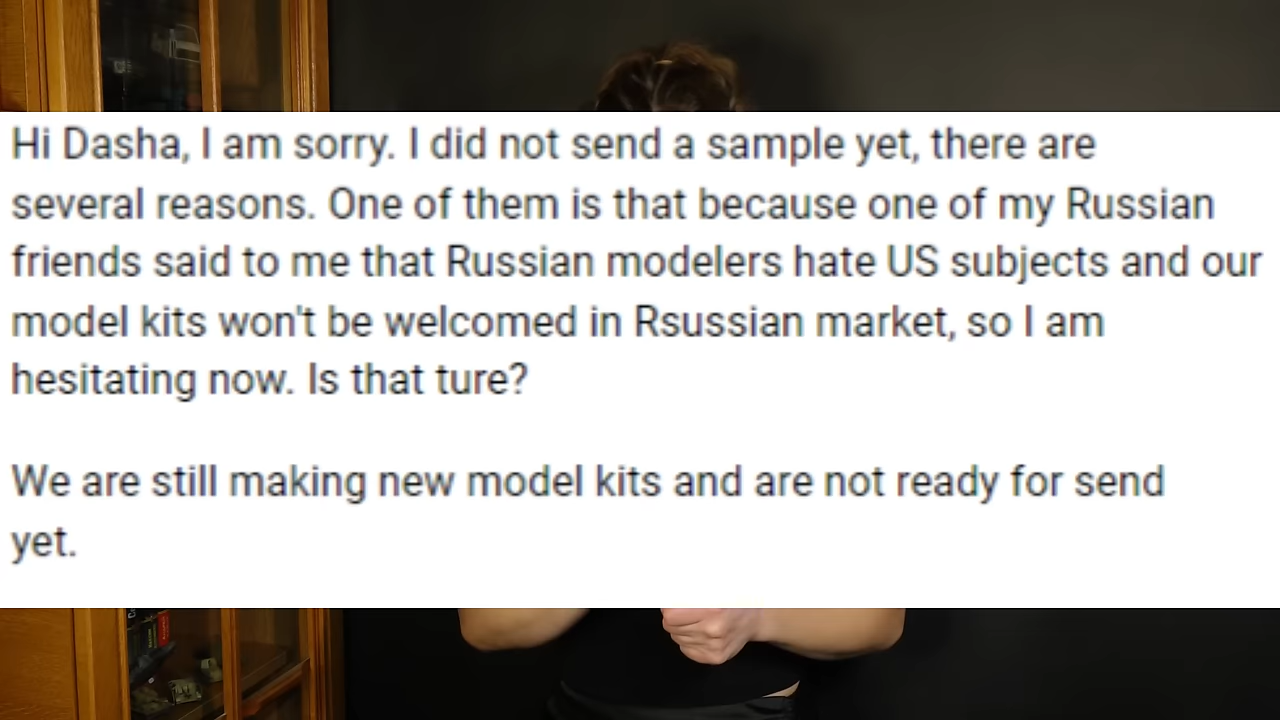 Hi Dasha, I am sorry. I did not send a sample yet, there are
several reasons. One of them is that because one of my Russian
friends said to me that Russian modelers hate US subjects and our
model kits won't be welcomed in Rsussian market, so I am
hesitating now. Is that ture?
We are still making new model kits and are not ready for send
yet.